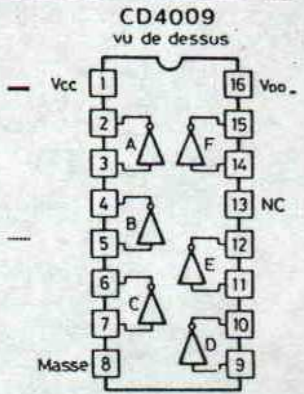 CD4009
vu de dessus
Vcc 1 16 VDD
2 15
A F
3 14
4 13 NC
B
5 12
E
6 11
C
7 10
D
Masse 8 9